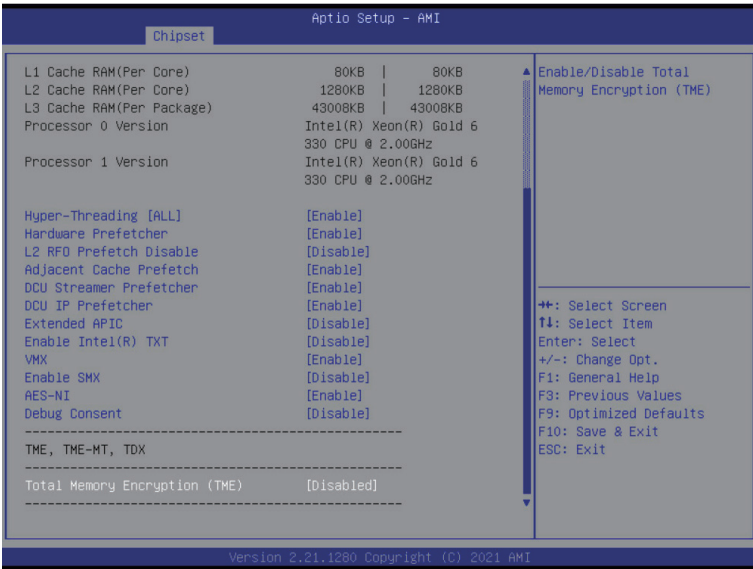 Aptio Setup - AMI
Chipset
L1 Cache RAM(Per Core) 80KB | 80KB
L2 Cache RAM(Per Core) 1280KB | 1280KB
L3 Cache RAM(Per Package) 43008KB | 43008KB
Processor 0 Version Intel(R) Xeon(R) Gold 6
330 CPU @ 2.00GHz
Processor 1 Version Intel(R) Xeon(R) Gold 6
330 CPU @ 2.00GHz
Hyper-Threading [ALL] [Enable]
Hardware Prefetcher [Enable]
L2 RFO Prefetch Disable [Disable]
Adjacent Cache Prefetch [Enable]
DCU Streamer Prefetcher [Enable]
DCU IP Prefetcher [Enable]
Extended APIC [Disable]
Enable Intel(R) TXT [Disable]
VMX [Enable]
Enable SMX [Disable]
AES-NI [Enable]
Debug Consent [Disable]
------------------------------------------------
TME, TME-MT, TDX
------------------------------------------------
Total Memory Encryption (TME) [Disabled]
------------------------------------------------
Enable/Disable Total
Memory Encryption (TME)
→←: Select Screen
↑↓: Select Item
Enter: Select
+/-: Change Opt.
F1: General Help
F3: Previous Values
F9: Optimized Defaults
F10: Save & Exit
ESC: Exit
Version 2.21.1280 Copyright (C) 2021 AMI